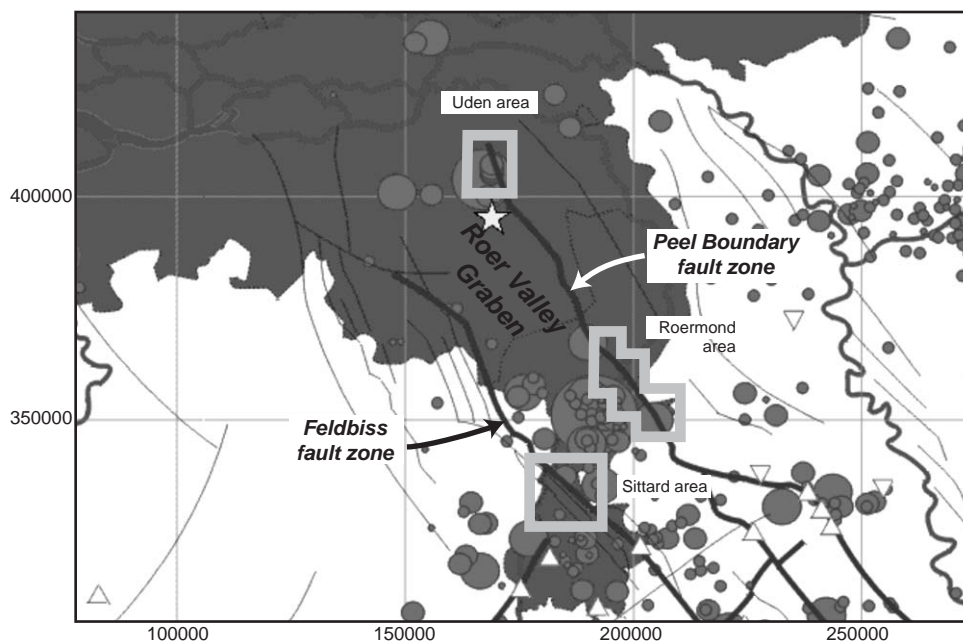 Uden area
400000
Roer Valley
Graben
Peel Boundary
fault zone
Roermond
area
350000
Feldbiss
fault zone
Sittard area
100000
150000
200000
250000